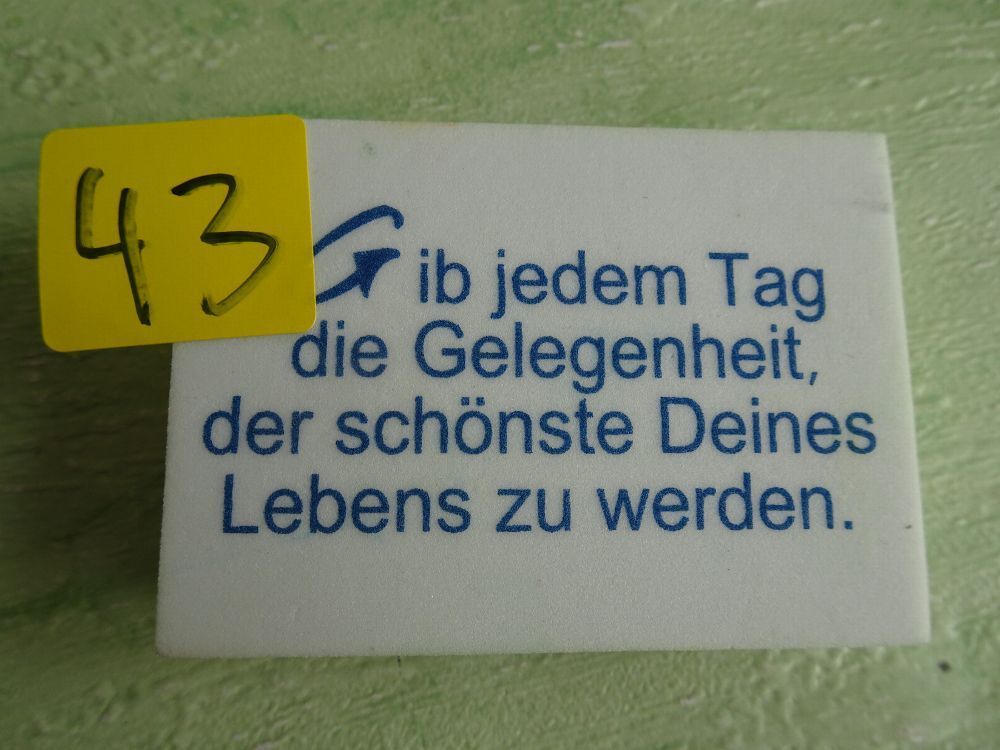 43
Gib jedem Tag
die Gelegenheit,
der schönste Deines
Lebens zu werden.